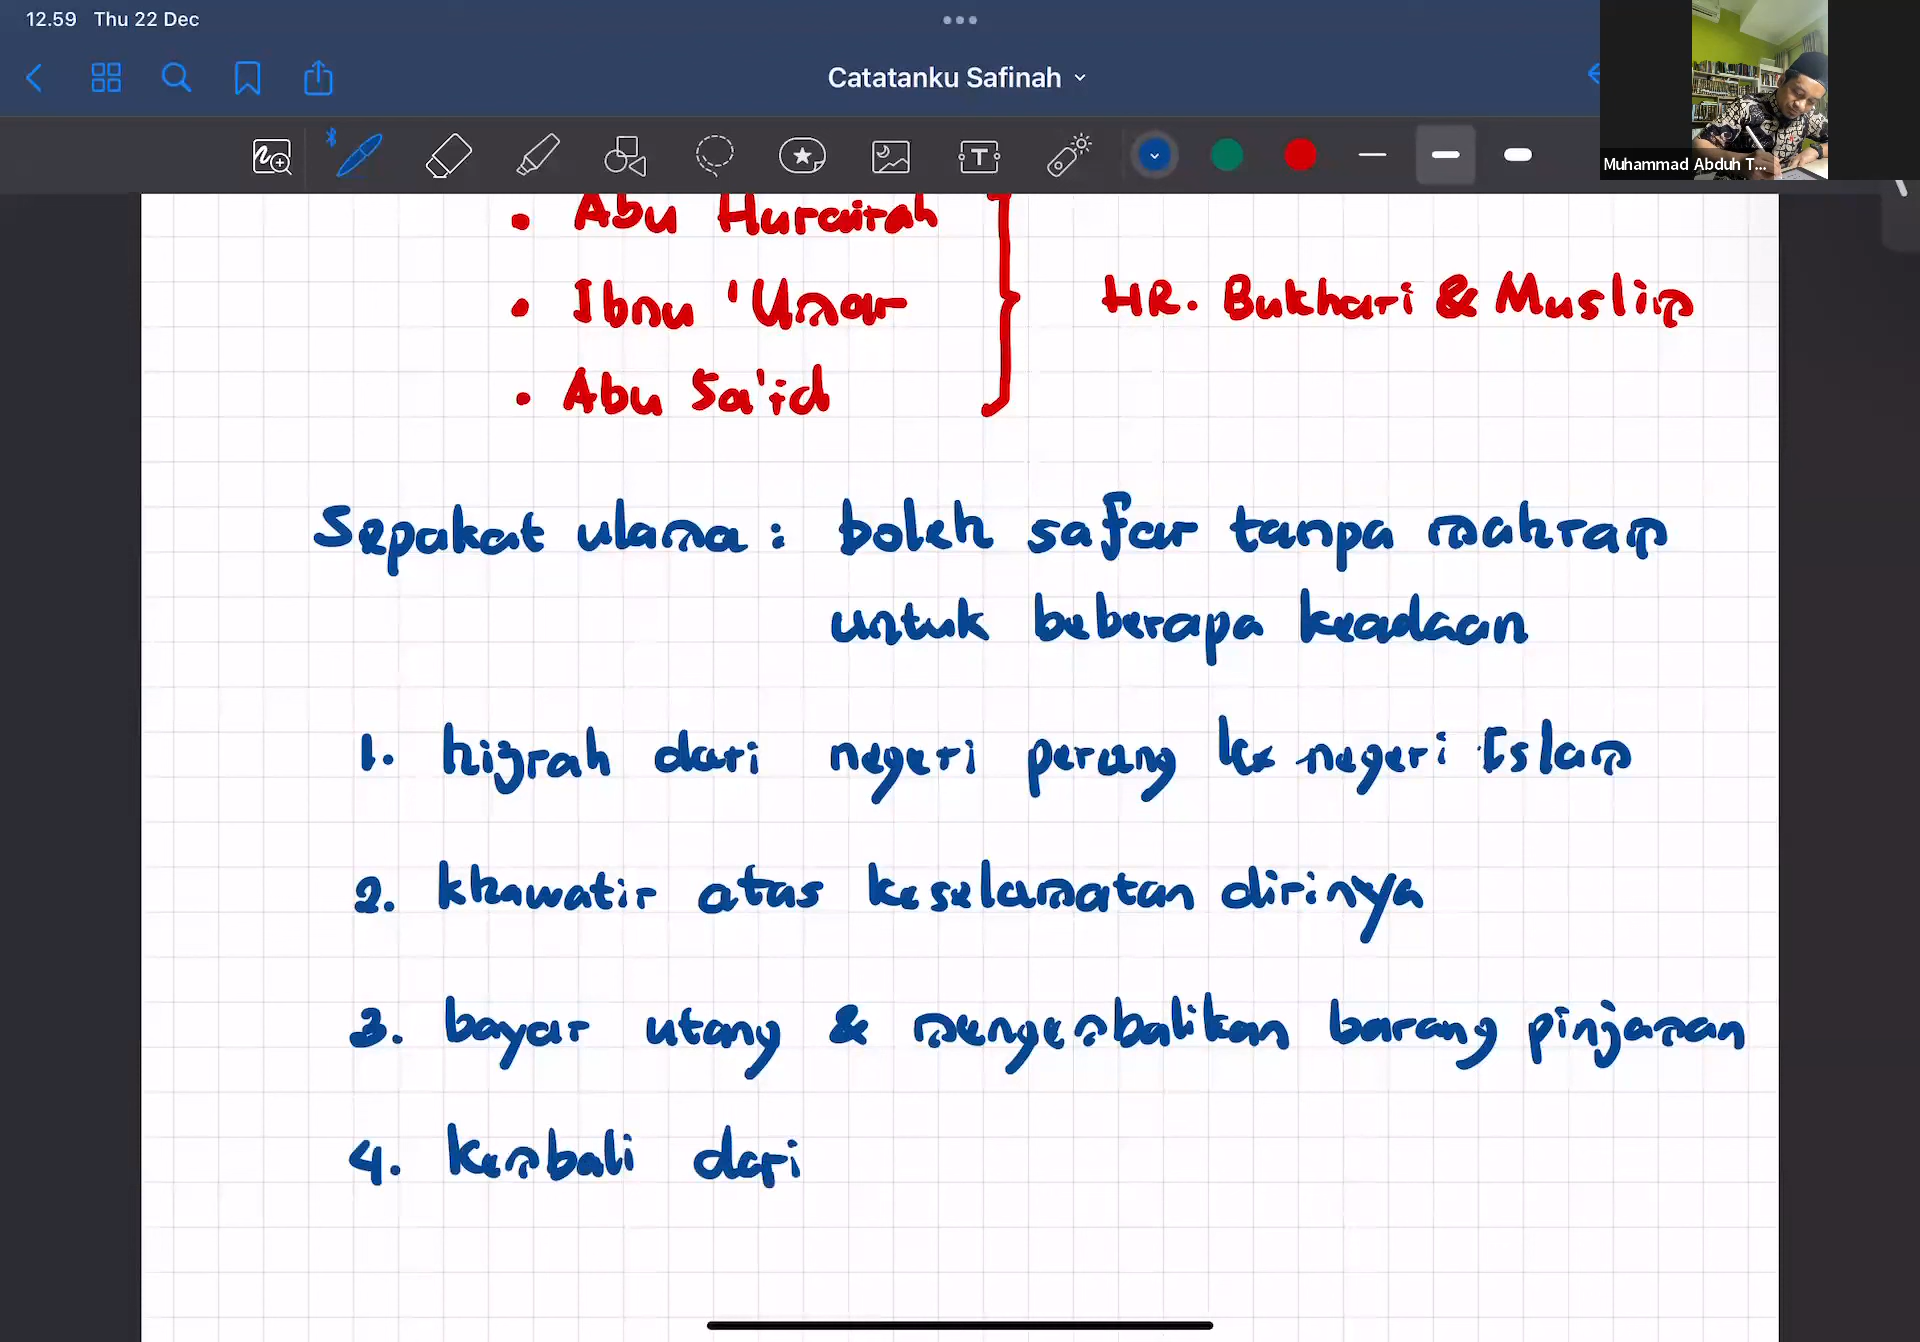 12.59 Thu 22 Dec
Catatanku Safinah
Muhammad Abduh T...
• Abu Hurairah
• Ibnu 'Umar
HR. Bukhari & Muslim
• Abu Sa'id
Sepakat ulama : boleh safar tanpa mahram
untuk beberapa keadaan
1. hijrah dari negeri perang ke negeri Islam
2. khawatir atas keselamatan dirinya
3. bayar utang & mengembalikan barang pinjaman
4. kembali dari